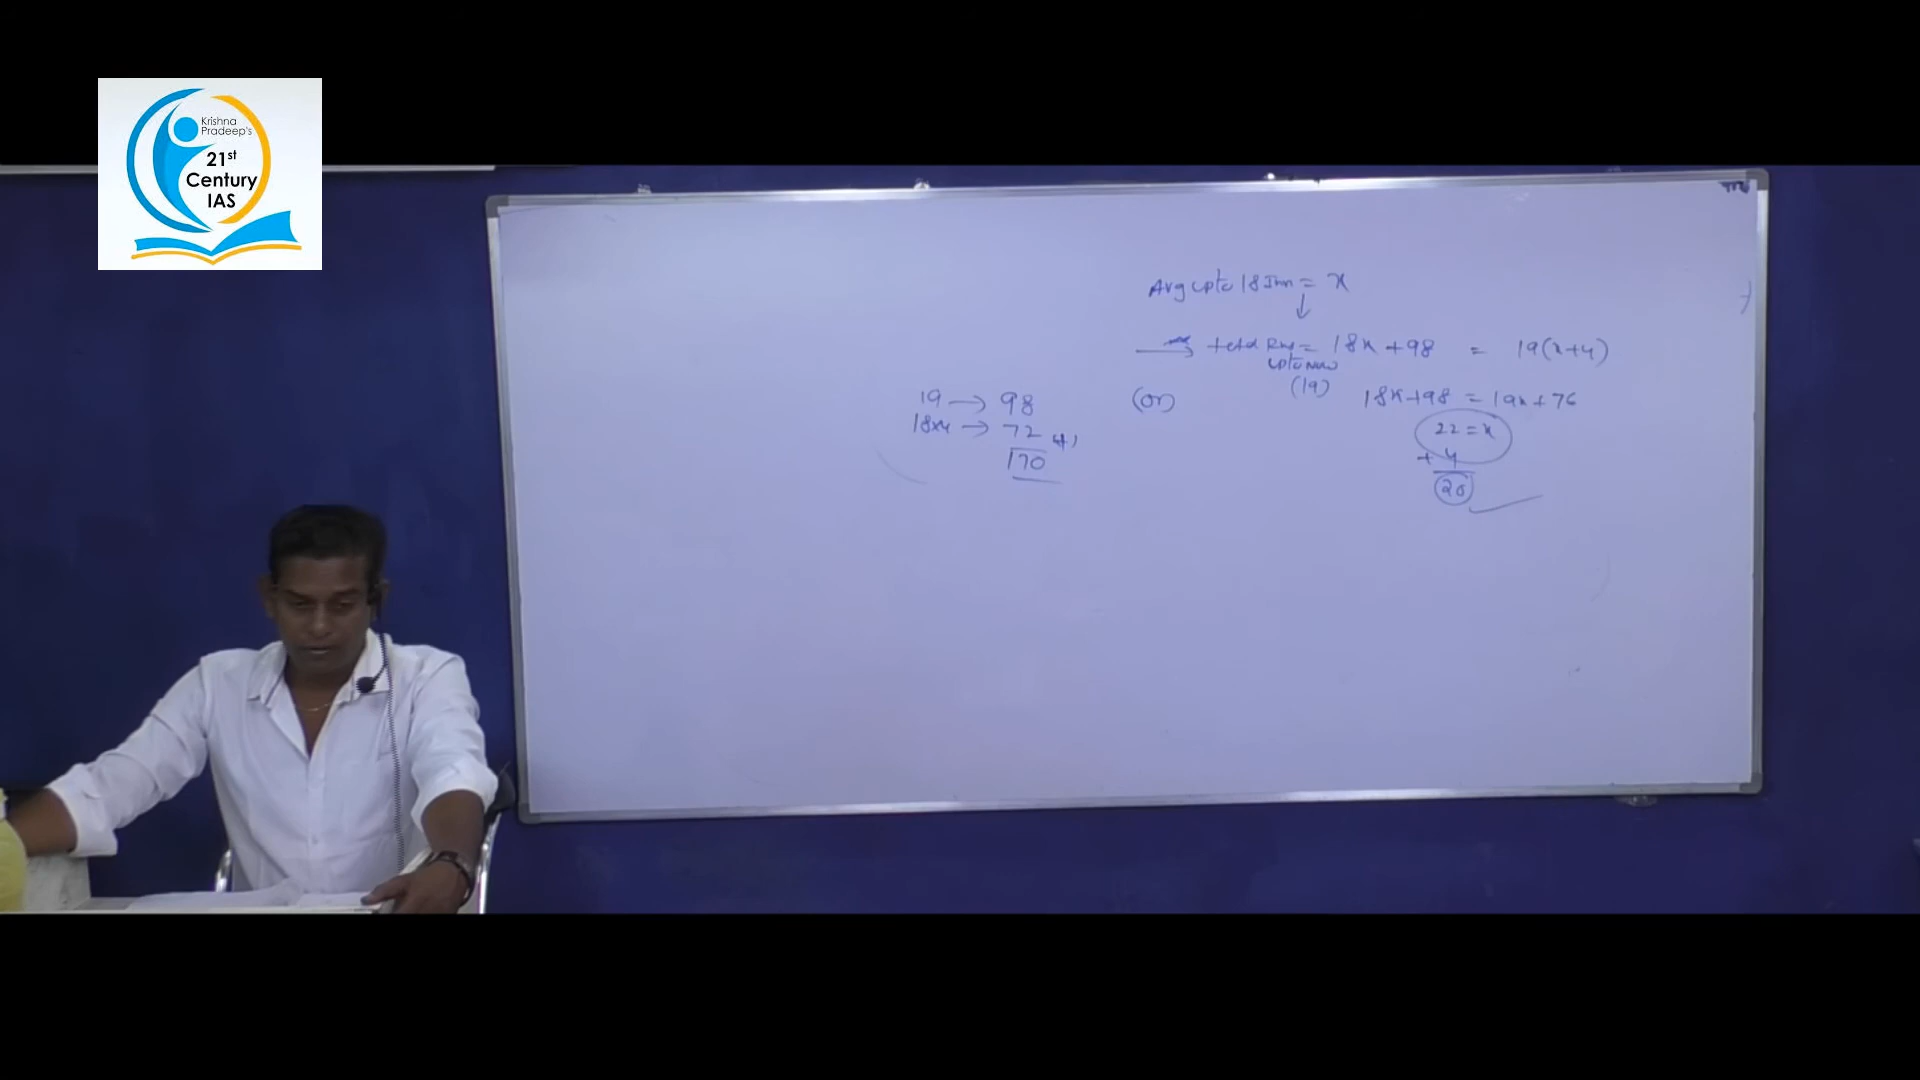 Krishna
Pradeep's
21st
Century
IAS
Avg upto 18 Inn = x
total Runs = 18x + 98 = 19(x+4)
upto now
(19)
19 → 98
18x4 → 72 (+)
170
(or)
18x+98 = 19x+76
22 = x
+ 4
26